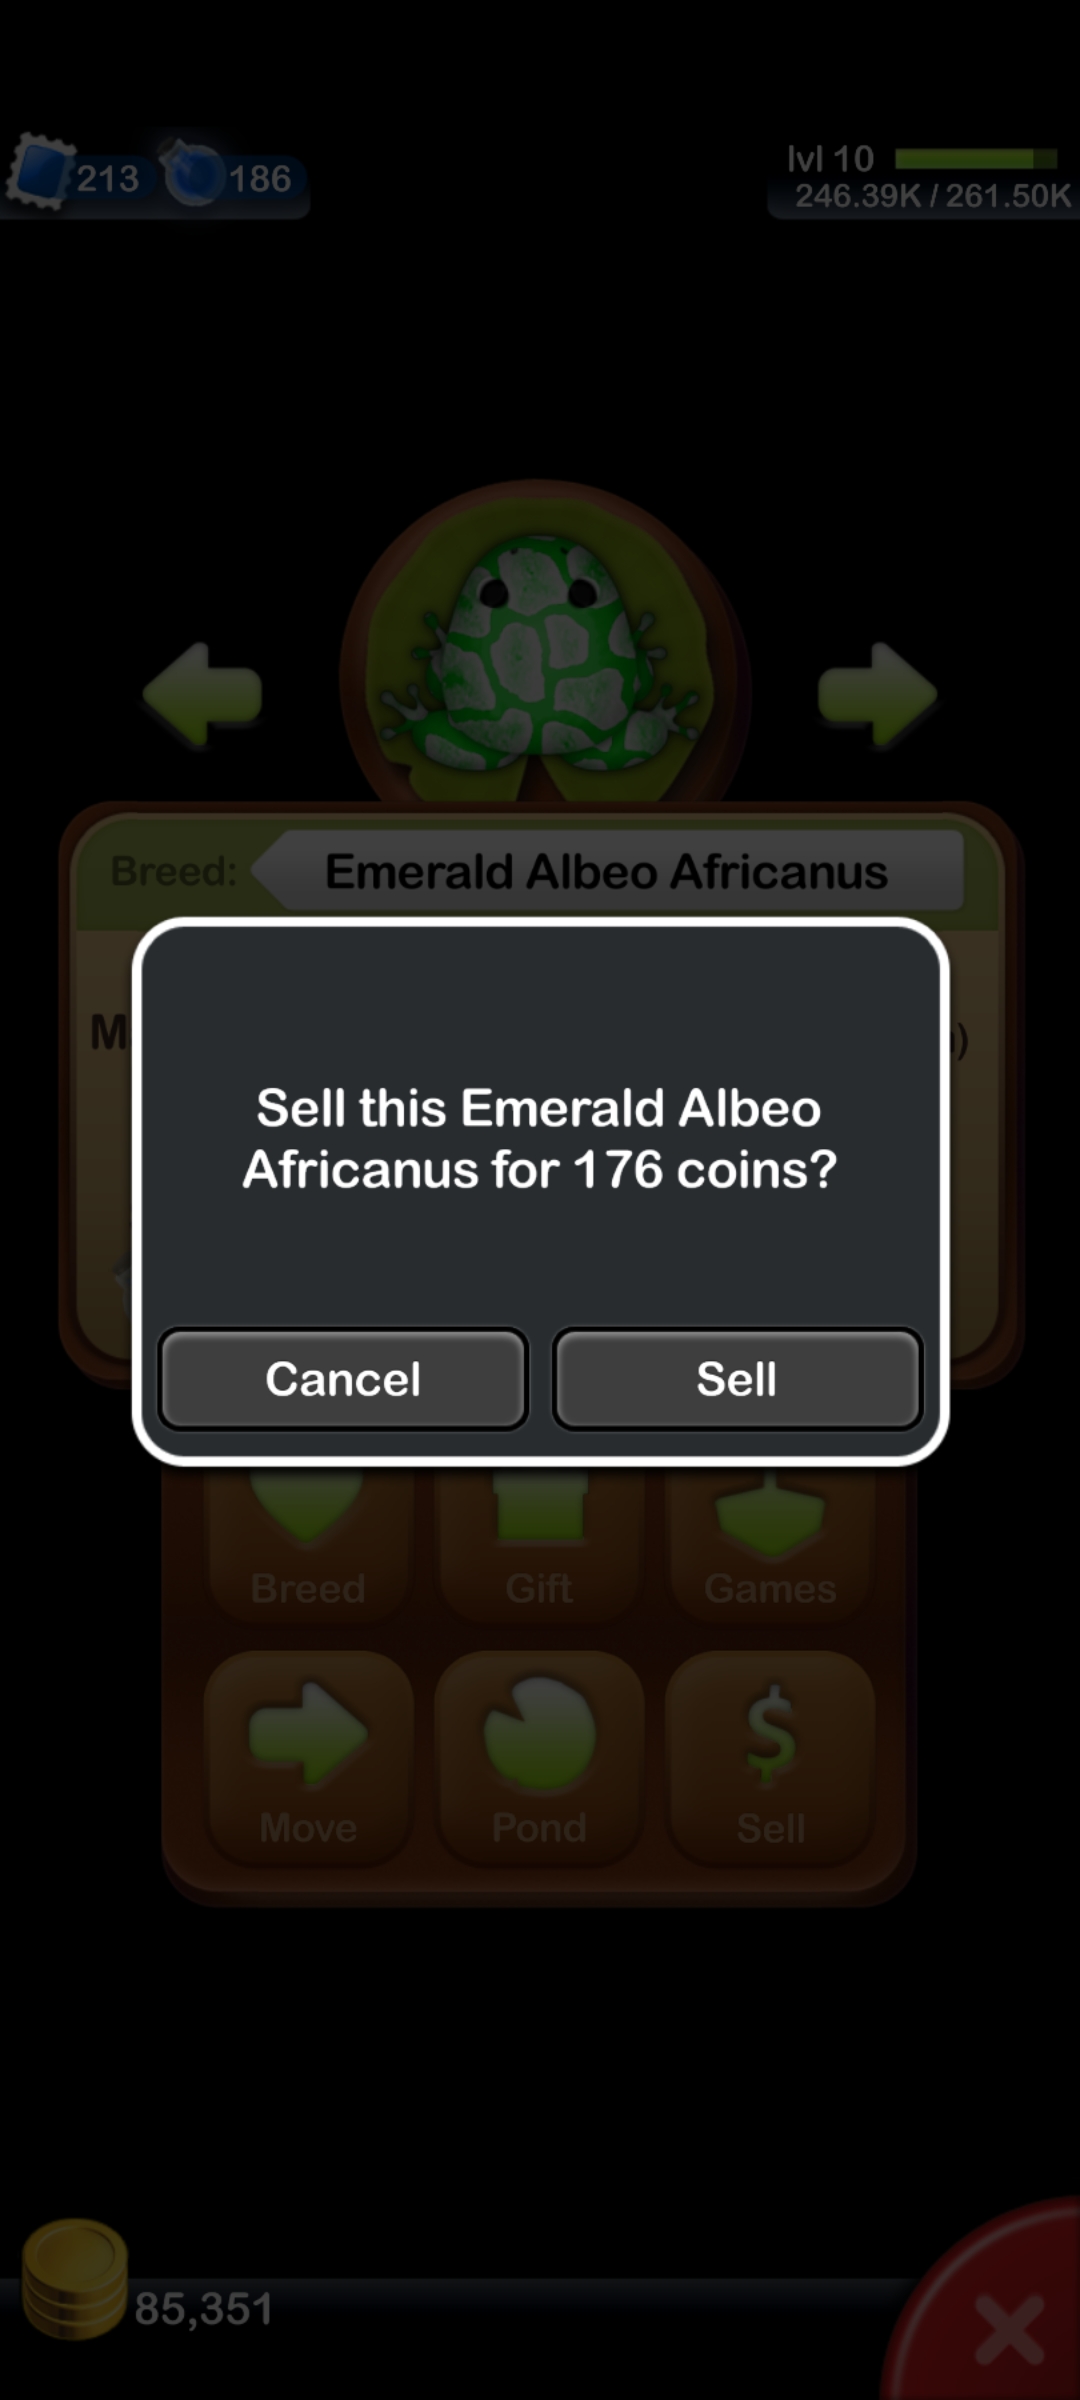 213
186
lvl 10
246.39K / 261.50K
Breed:
Emerald Albeo Africanus
M
)
Sell this Emerald Albeo
Africanus for 176 coins?
Cancel
Sell
Breed
Gift
Games
Move
Pond
$
Sell
85,351